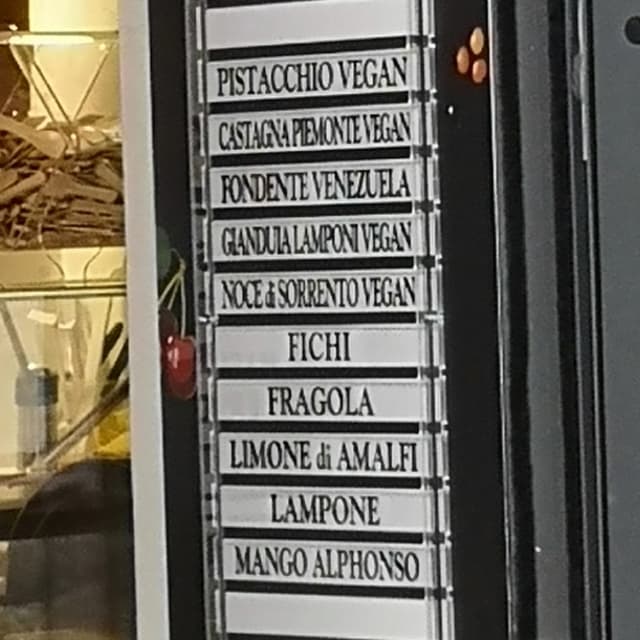 PISTACCHIO VEGAN
CASTAGNA PIEMONTE VEGAN
FONDENTE VENEZUELA
GIANDUIA LAMPONI VEGAN
NOCE di SORRENTO VEGAN
FICHI
FRAGOLA
LIMONE di AMALFI
LAMPONE
MANGO ALPHONSO